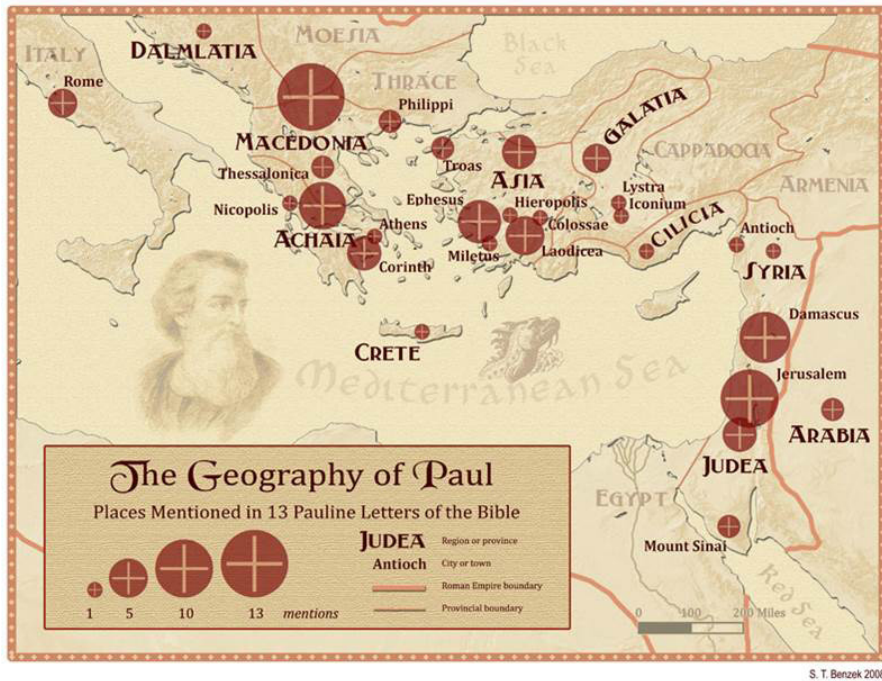 ITALY
Rome
DALMLATIA
MOESIA
Black
Sea
THRACE
Philippi
MACEDONIA
Thessalonica
Troas
ASIA
GALATIA
CAPPADOCIA
ARMENIA
Lystra
Iconium
Nicopolis
ACHAIA
Athens
Corinth
Ephesus
Hieropolis
Colossae
Miletus
Laodicea
CILICIA
Antioch
SYRIA
CRETE
Mediterranean Sea
Damascus
Jerusalem
ARABIA
JUDEA
EGYPT
Mount Sinai
Red Sea
The Geography of Paul
Places Mentioned in 13 Pauline Letters of the Bible
1 5 10 13 mentions
JUDEA Region or province
Antioch City or town
Roman Empire boundary
Provincial boundary
0 100 200 Miles
S. T. Benzek 2008